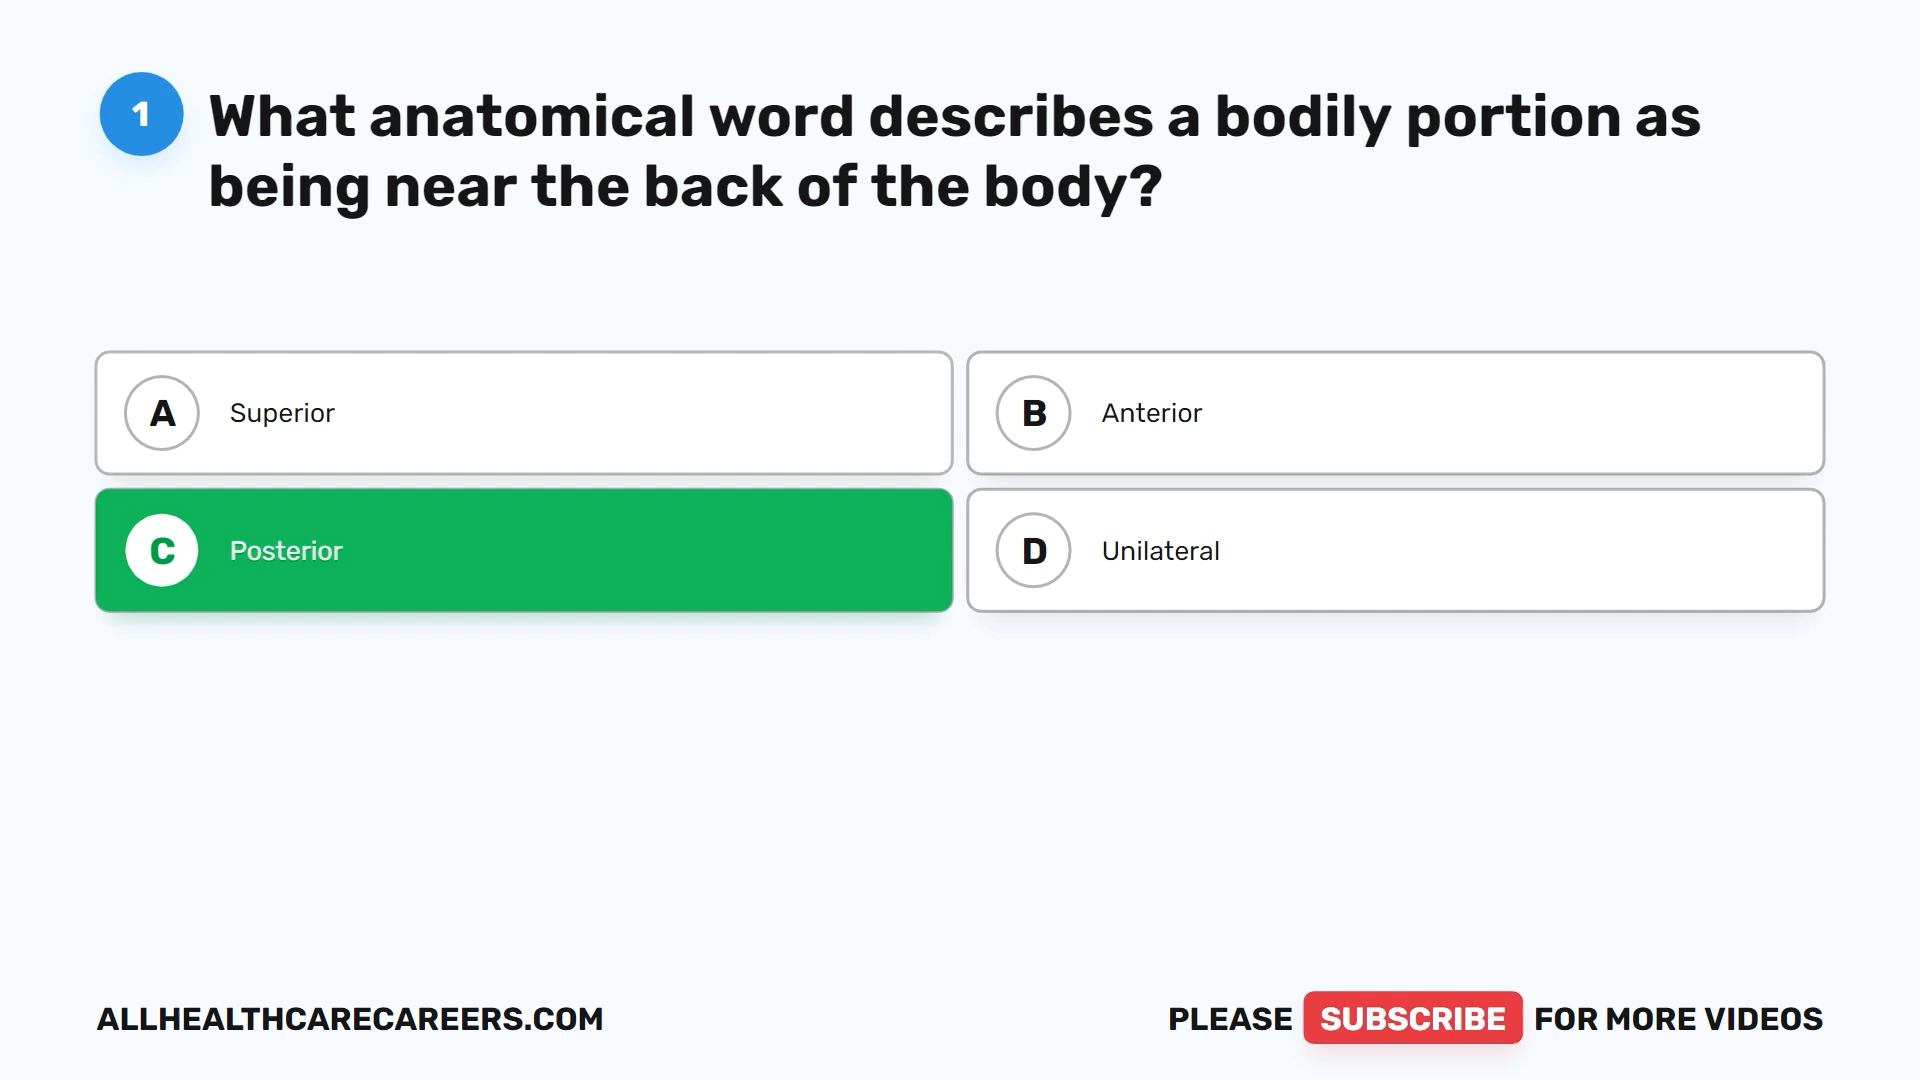 1
What anatomical word describes a bodily portion as
being near the back of the body?
A Superior
B Anterior
C Posterior
D Unilateral
ALLHEALTHCARECAREERS.COM
PLEASE SUBSCRIBE FOR MORE VIDEOS